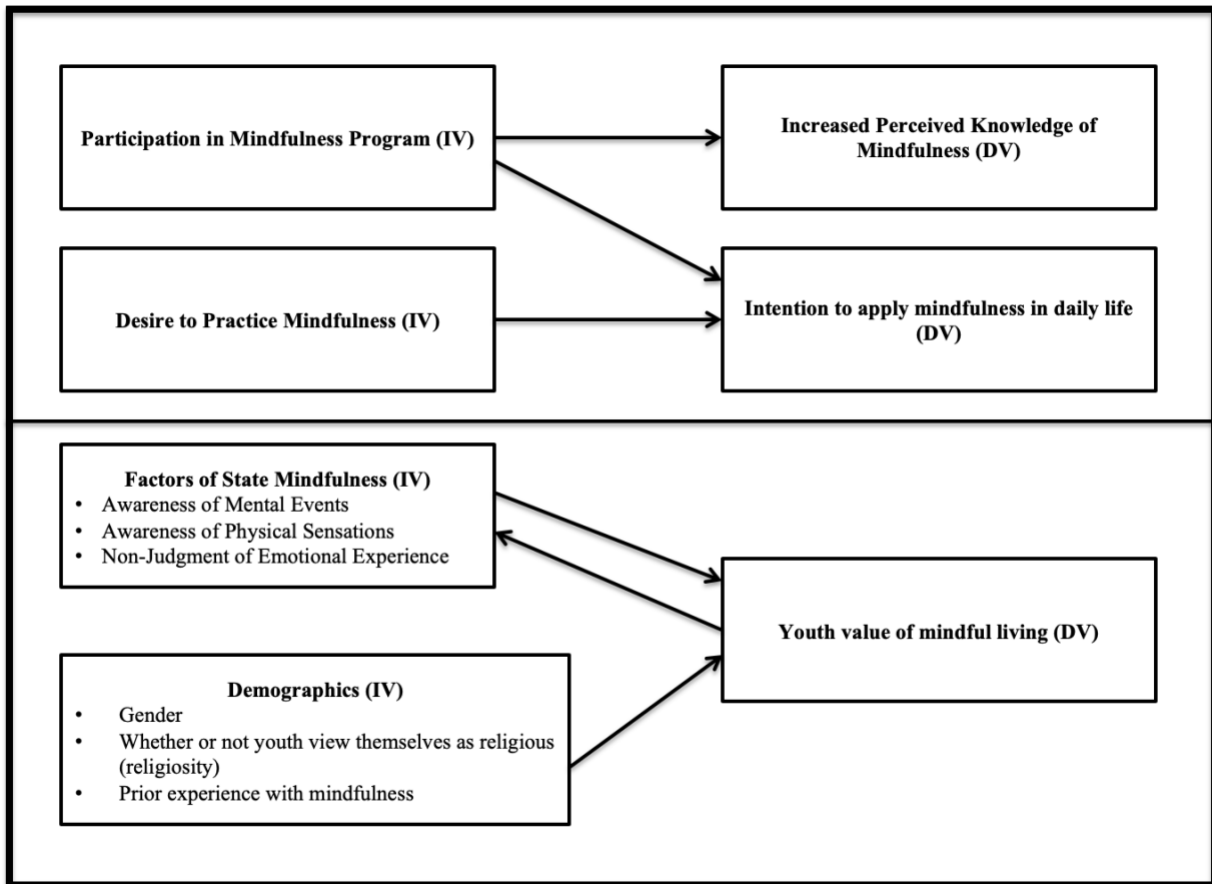 Participation in Mindfulness Program (IV)
Increased Perceived Knowledge of
Mindfulness (DV)
Desire to Practice Mindfulness (IV)
Intention to apply mindfulness in daily life
(DV)
Factors of State Mindfulness (IV)
• Awareness of Mental Events
• Awareness of Physical Sensations
• Non-Judgment of Emotional Experience
Youth value of mindful living (DV)
Demographics (IV)
• Gender
• Whether or not youth view themselves as religious
(religiosity)
• Prior experience with mindfulness